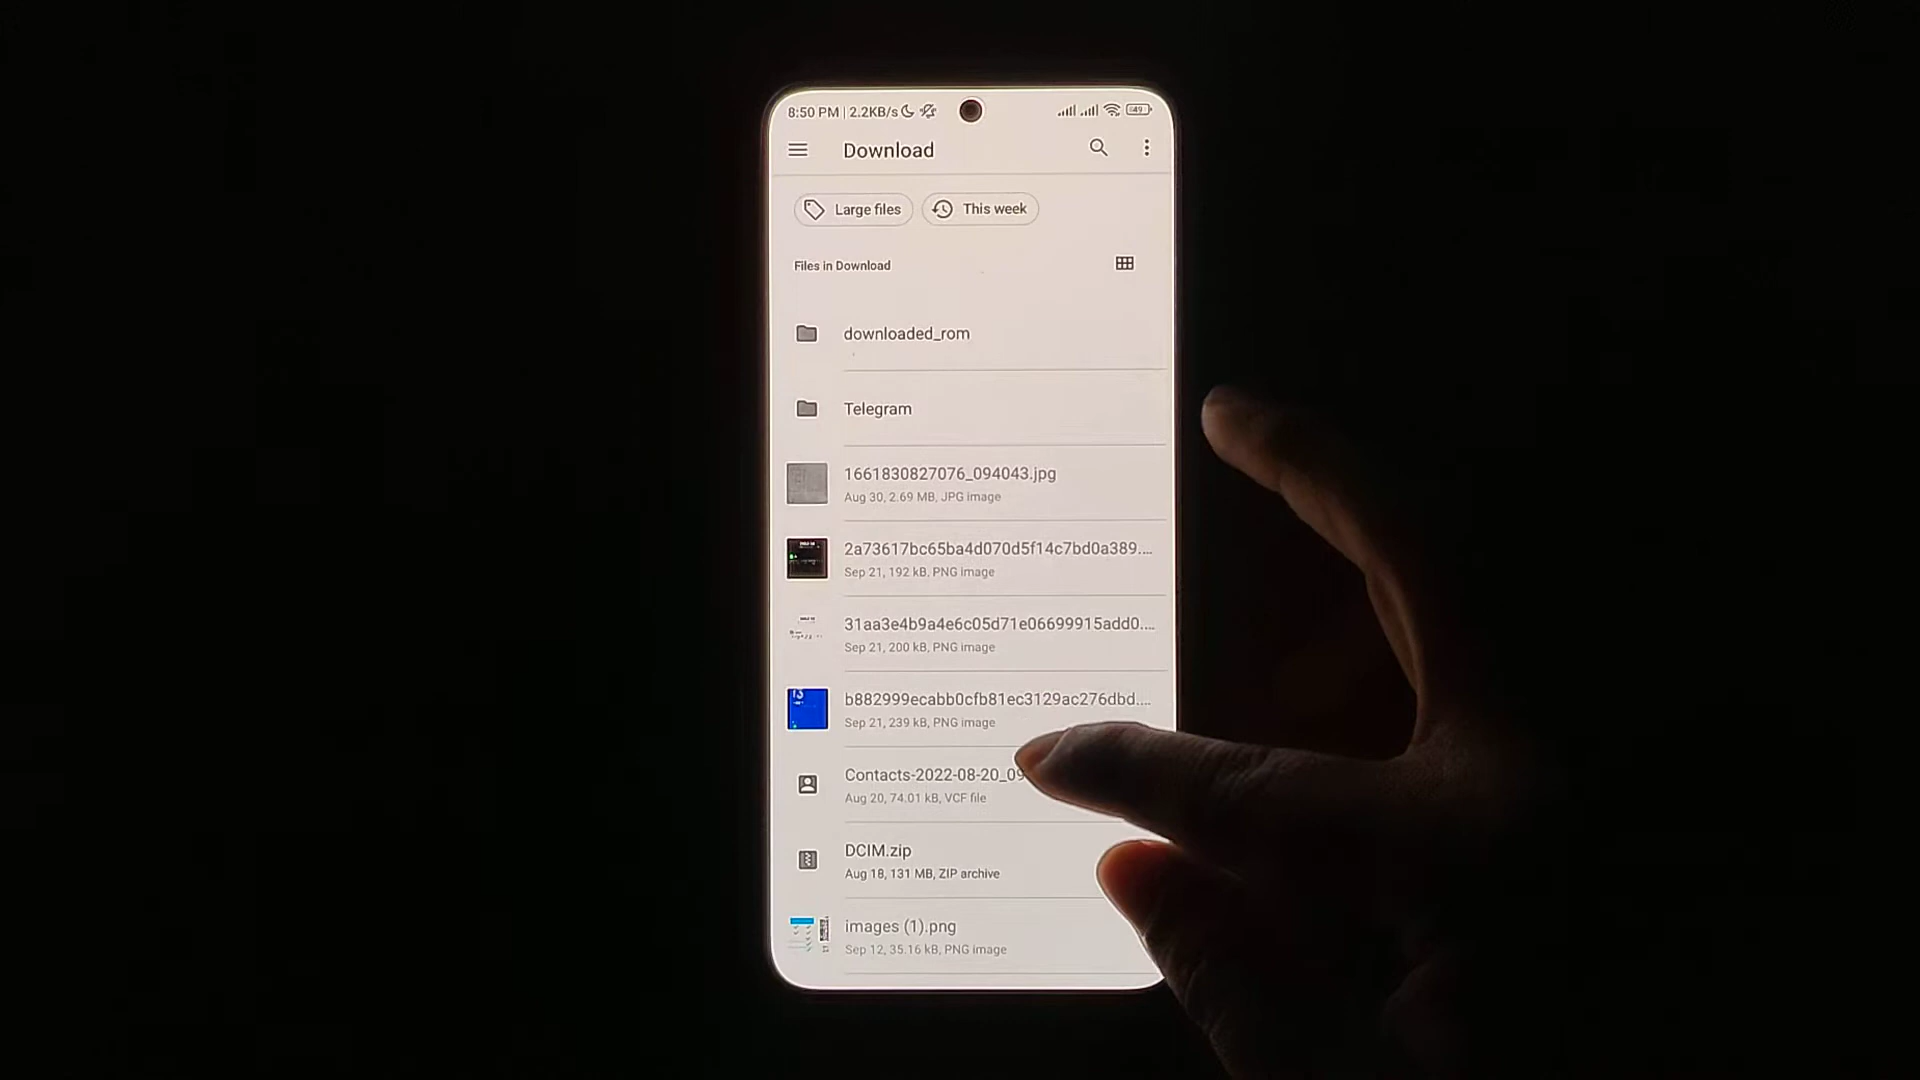 8:50 PM | 2.2KB/s
49
Download
Large files
This week
Files in Download
downloaded_rom
Telegram
1661830827076_094043.jpg
Aug 30, 2.69 MB, JPG image
2a73617bc65ba4d070d5f14c7bd0a389....
Sep 21, 192 kB, PNG image
31aa3e4b9a4e6c05d71e06699915add0....
Sep 21, 200 kB, PNG image
b882999ecabb0cfb81ec3129ac276dbd....
Sep 21, 239 kB, PNG image
Contacts-2022-08-20_09
Aug 20, 74.01 kB, VCF file
DCIM.zip
Aug 18, 131 MB, ZIP archive
images (1).png
Sep 12, 35.16 kB, PNG image